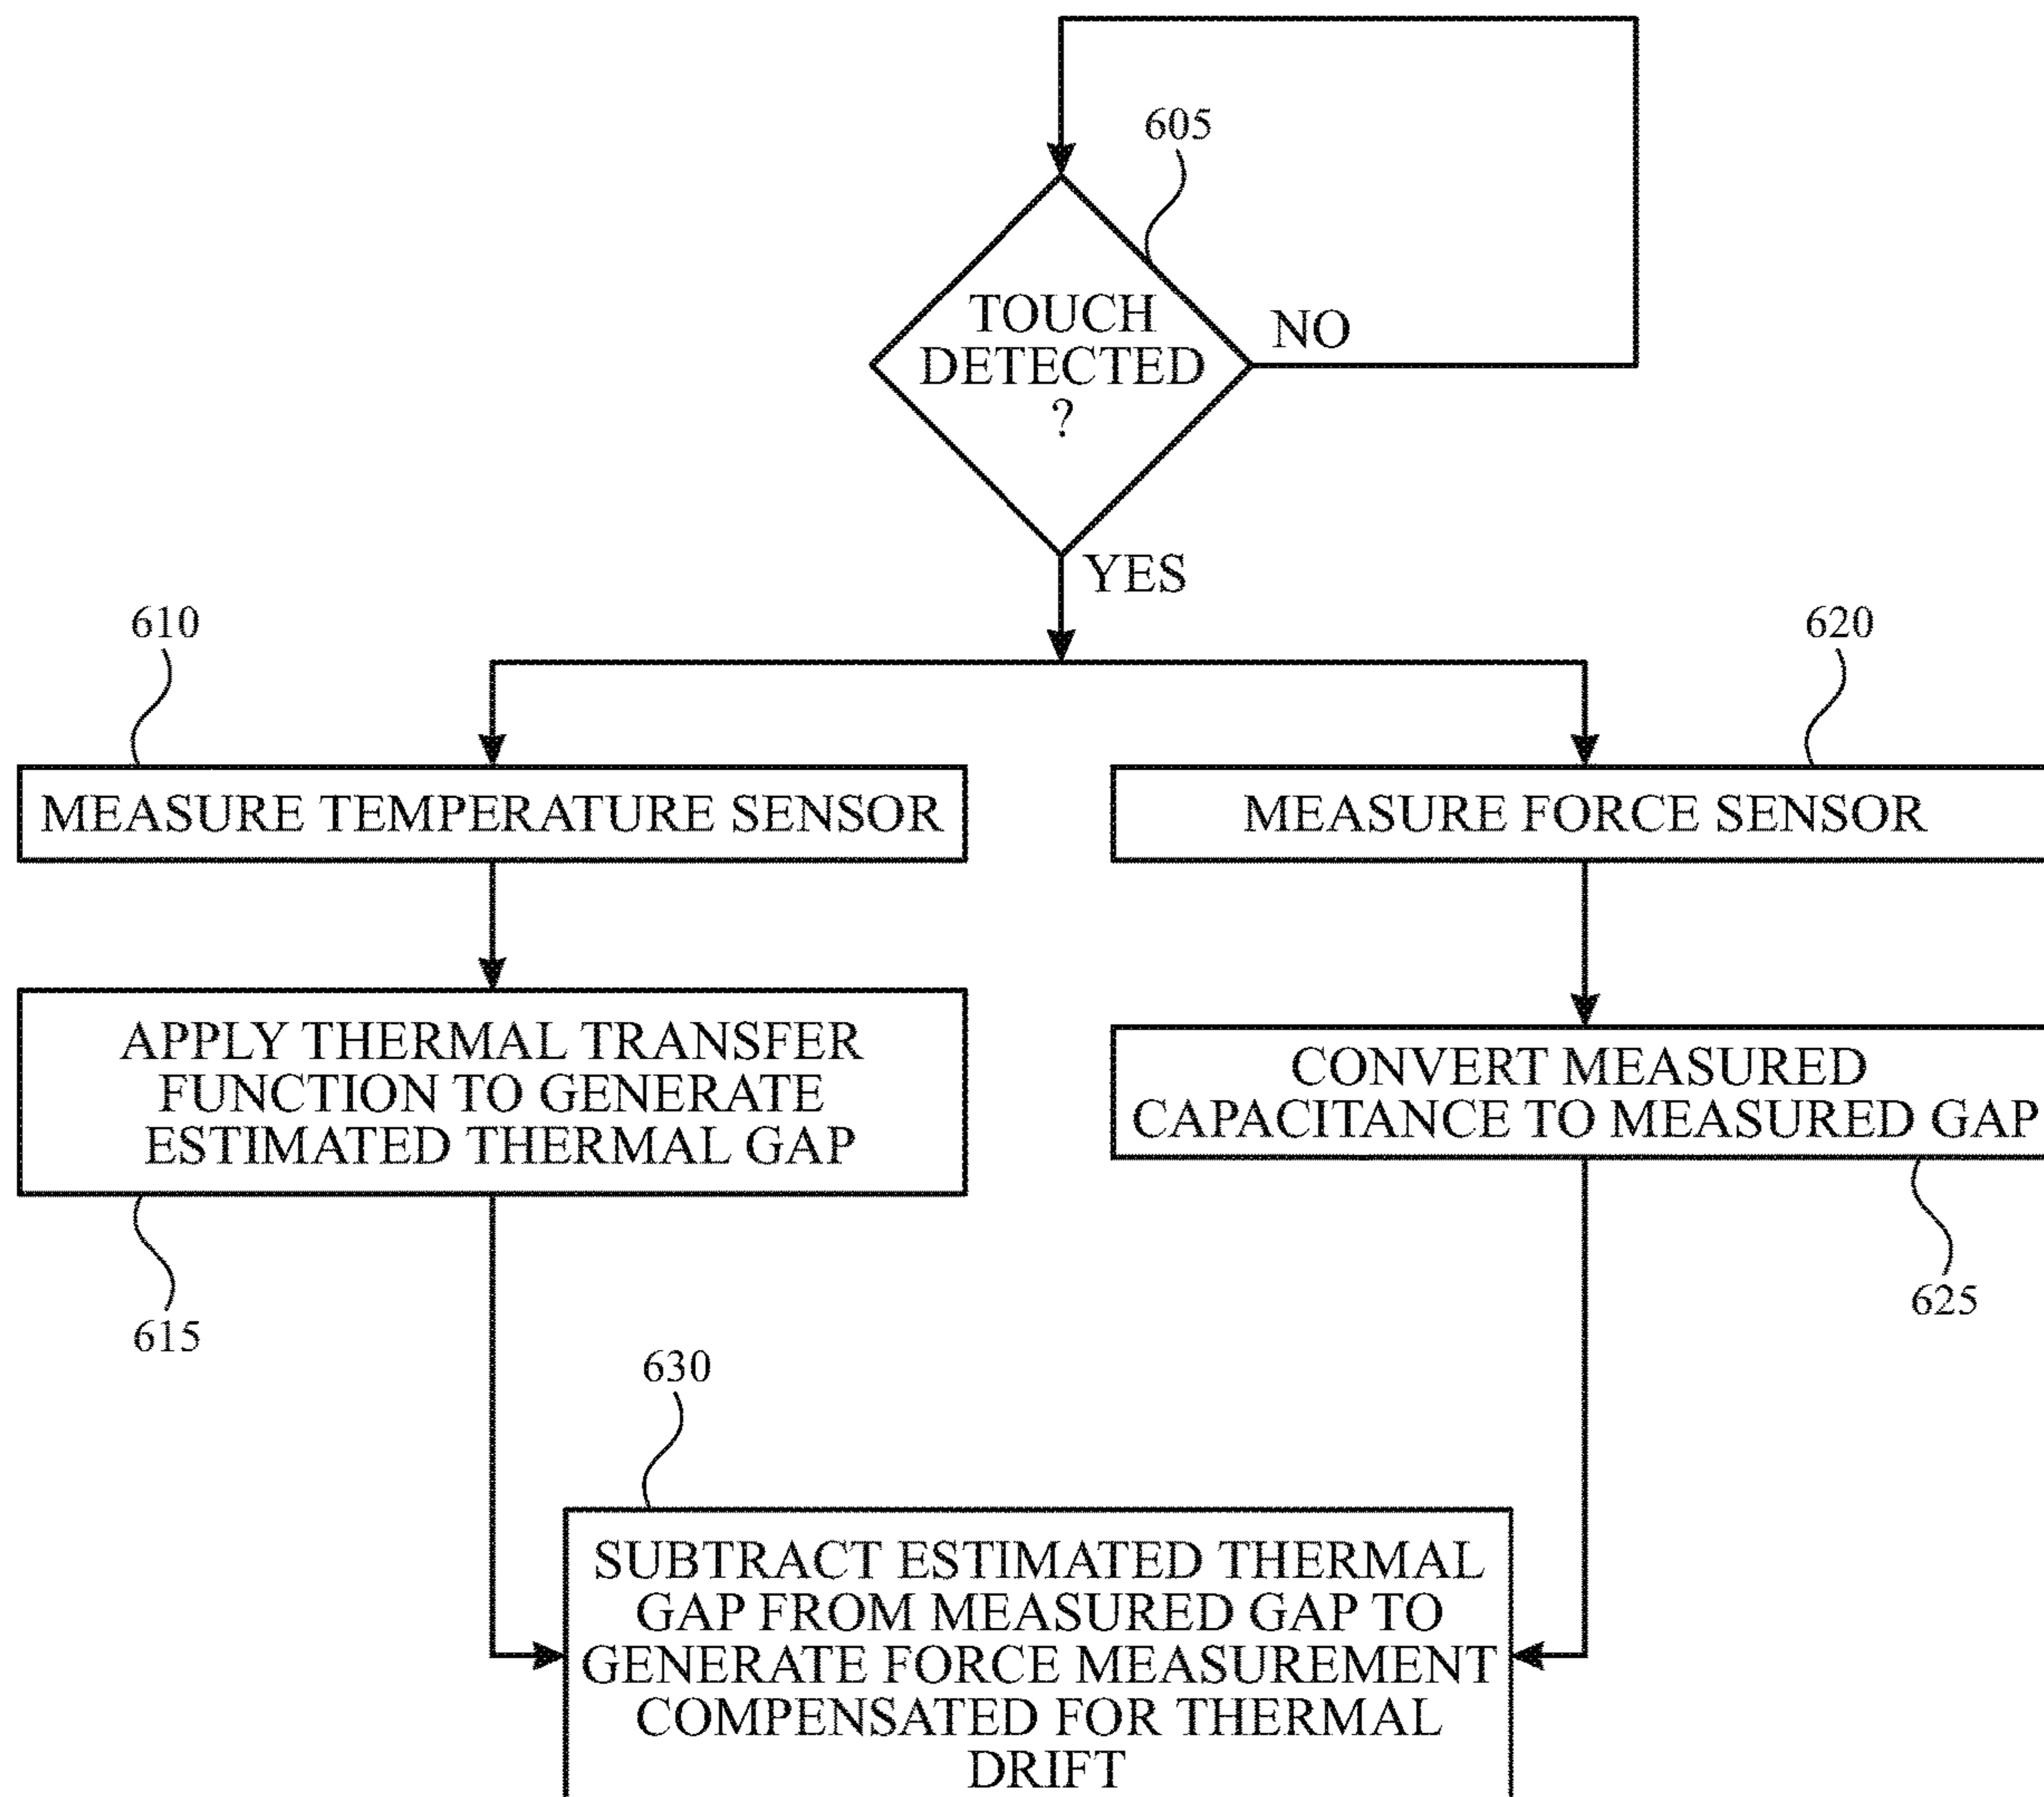 605
TOUCH
DETECTED
?
NO
YES
610
620
MEASURE TEMPERATURE SENSOR
MEASURE FORCE SENSOR
APPLY THERMAL TRANSFER
FUNCTION TO GENERATE
ESTIMATED THERMAL GAP
CONVERT MEASURED
CAPACITANCE TO MEASURED GAP
615
625
630
SUBTRACT ESTIMATED THERMAL
GAP FROM MEASURED GAP TO
GENERATE FORCE MEASUREMENT
COMPENSATED FOR THERMAL
DRIFT